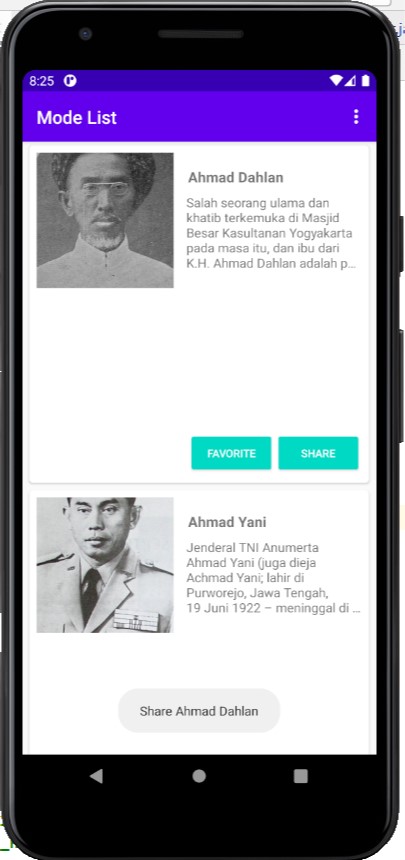 8:25
Mode List
Ahmad Dahlan
Salah seorang ulama dan
khatib terkemuka di Masjid
Besar Kasultanan Yogyakarta
pada masa itu, dan ibu dari
K.H. Ahmad Dahlan adalah p...
FAVORITE SHARE
Ahmad Yani
Jenderal TNI Anumerta
Ahmad Yani (juga dieja
Achmad Yani; lahir di
Purworejo, Jawa Tengah,
19 Juni 1922 – meninggal di ...
Share Ahmad Dahlan